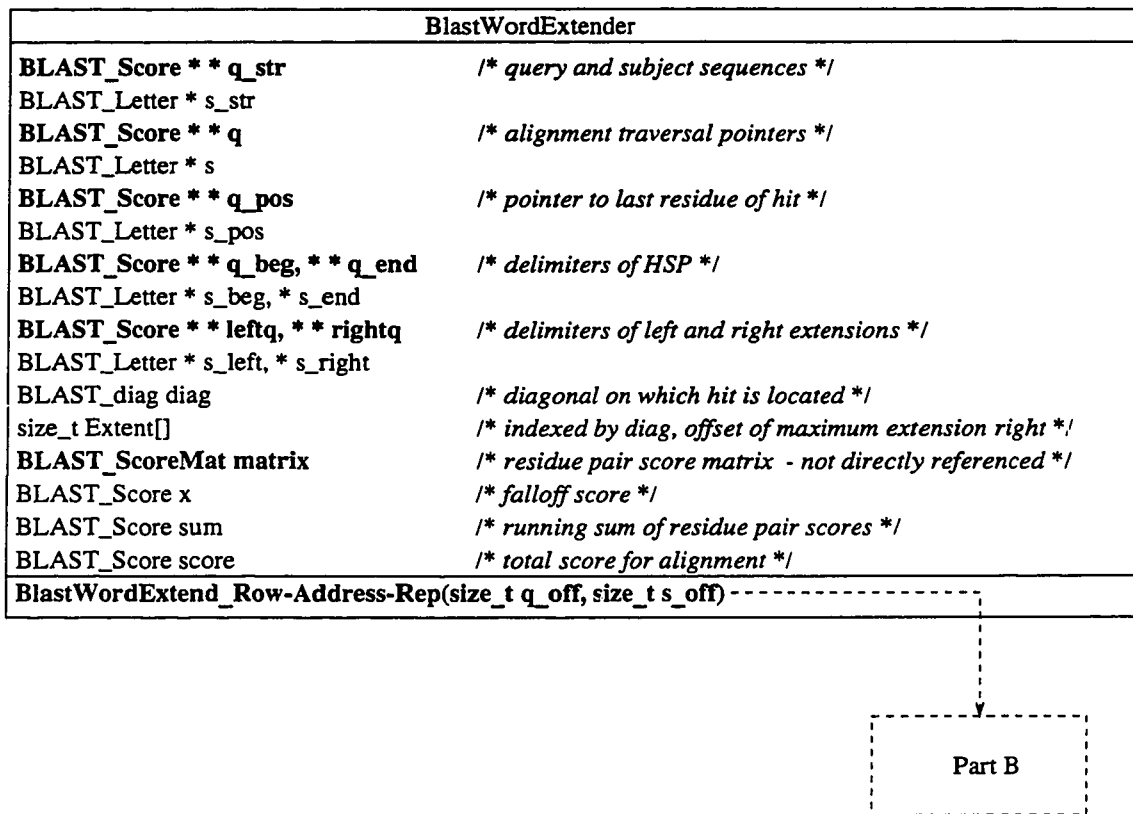 BlastWordExtender
BLAST_Score * * q_str /* query and subject sequences */
BLAST_Letter * s_str
BLAST_Score * * q /* alignment traversal pointers */
BLAST_Letter * s
BLAST_Score * * q_pos /* pointer to last residue of hit */
BLAST_Letter * s_pos
BLAST_Score * * q_beg, * * q_end /* delimiters of HSP */
BLAST_Letter * s_beg, * s_end
BLAST_Score * * leftq, * * rightq /* delimiters of left and right extensions */
BLAST_Letter * s_left, * s_right
BLAST_diag diag /* diagonal on which hit is located */
size_t Extent[] /* indexed by diag, offset of maximum extension right */
BLAST_ScoreMat matrix /* residue pair score matrix - not directly referenced */
BLAST_Score x /* falloff score */
BLAST_Score sum /* running sum of residue pair scores */
BLAST_Score score /* total score for alignment */
BlastWordExtend_Row-Address-Rep(size_t q_off, size_t s_off)
Part B